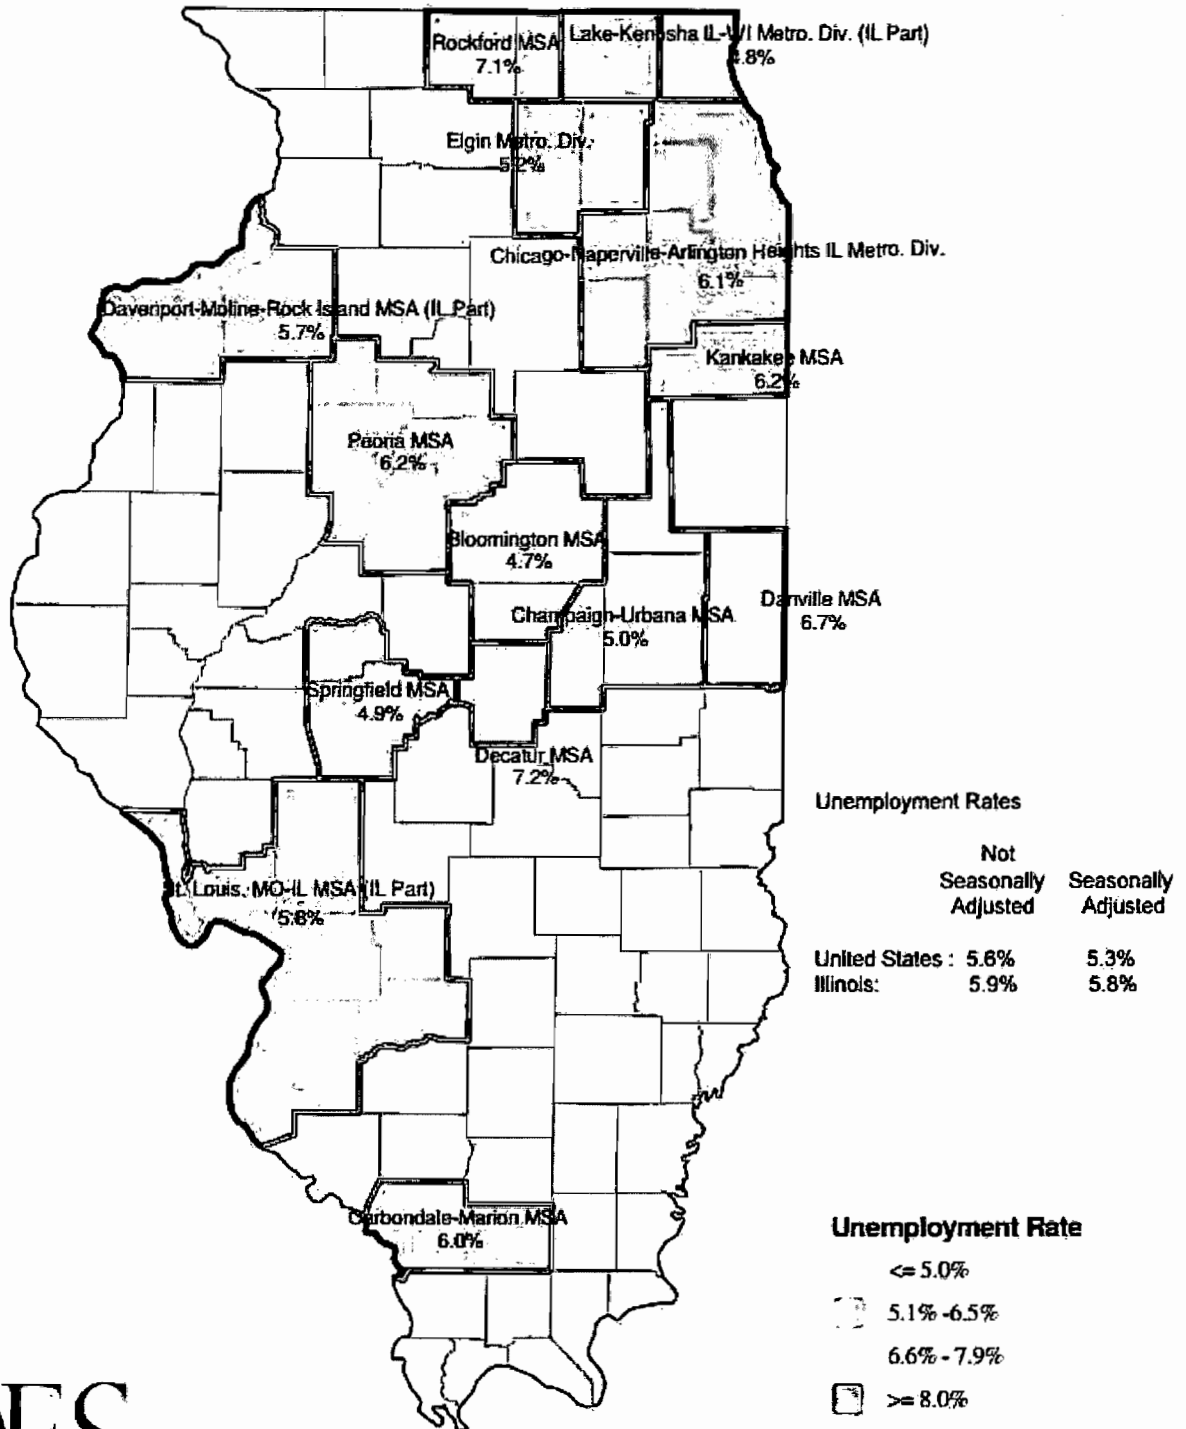 Rockford MSA
7.1%
Lake-Kenosha IL-WI Metro. Div. (IL Part)
.8%
Elgin Metro. Div.
5.2%
Chicago-Naperville-Arlington Heights IL Metro. Div.
6.1%
Davenport-Moline-Rock Island MSA (IL Part)
5.7%
Kankakee MSA
6.2%
Peoria MSA
6.2%
Bloomington MSA
4.7%
Champaign-Urbana MSA
5.0%
Danville MSA
6.7%
Springfield MSA
4.9%
Decatur MSA
7.2%
St. Louis, MO-IL MSA (IL Part)
5.8%
Carbondale-Marion MSA
6.0%
Unemployment Rates
Not
Seasonally Seasonally
Adjusted Adjusted
United States : 5.6% 5.3%
Illinois: 5.9% 5.8%
Unemployment Rate
<= 5.0%
5.1% -6.5%
6.6% - 7.9%
>= 8.0%